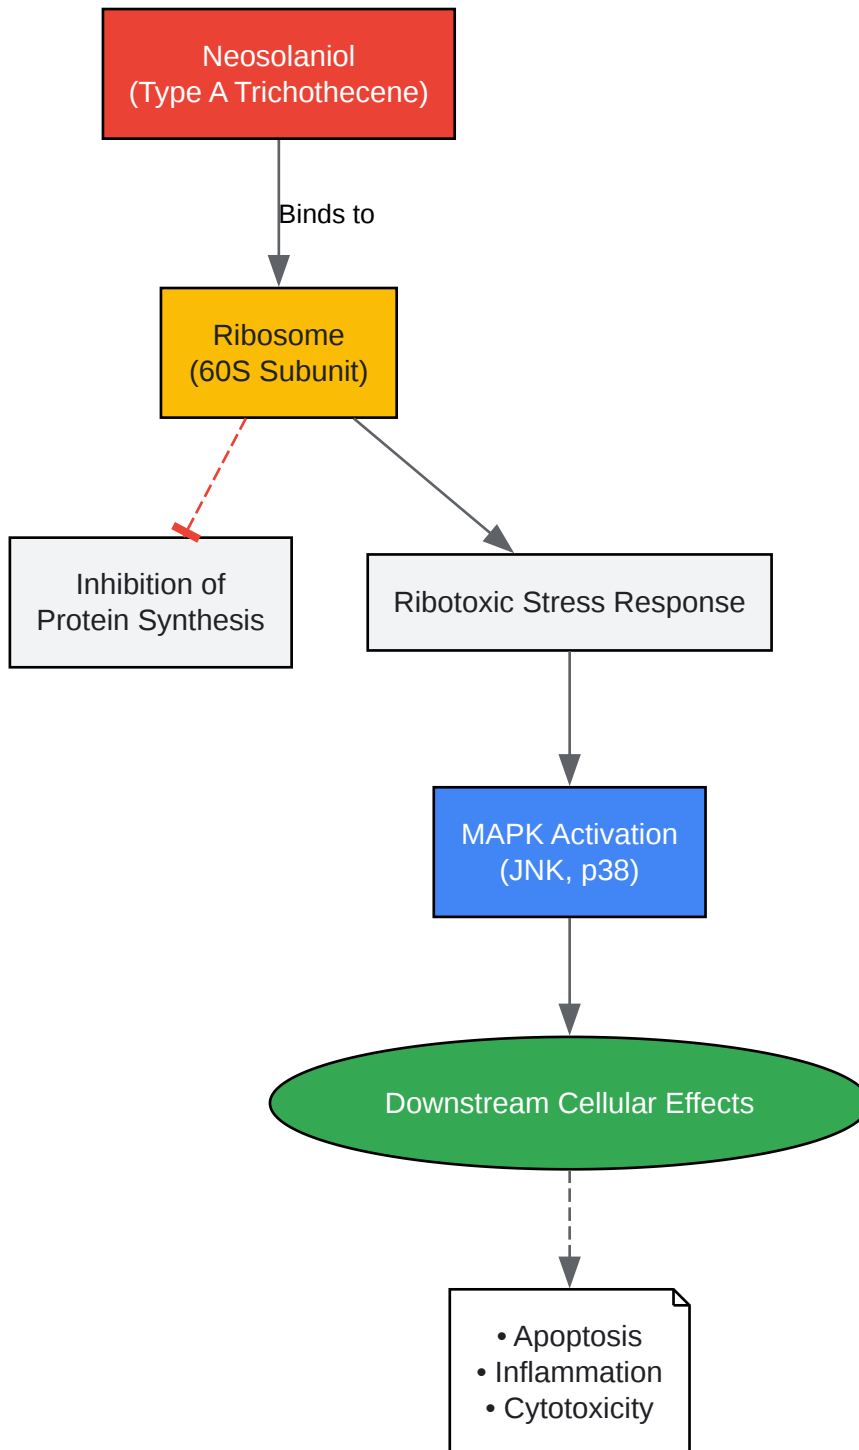 Neosolaniol
(Type A Trichothecene)
Binds to
Ribosome
(60S Subunit)
Inhibition of
Protein Synthesis
Ribotoxic Stress Response
MAPK Activation
(JNK, p38)
Downstream Cellular Effects
• Apoptosis
• Inflammation
• Cytotoxicity